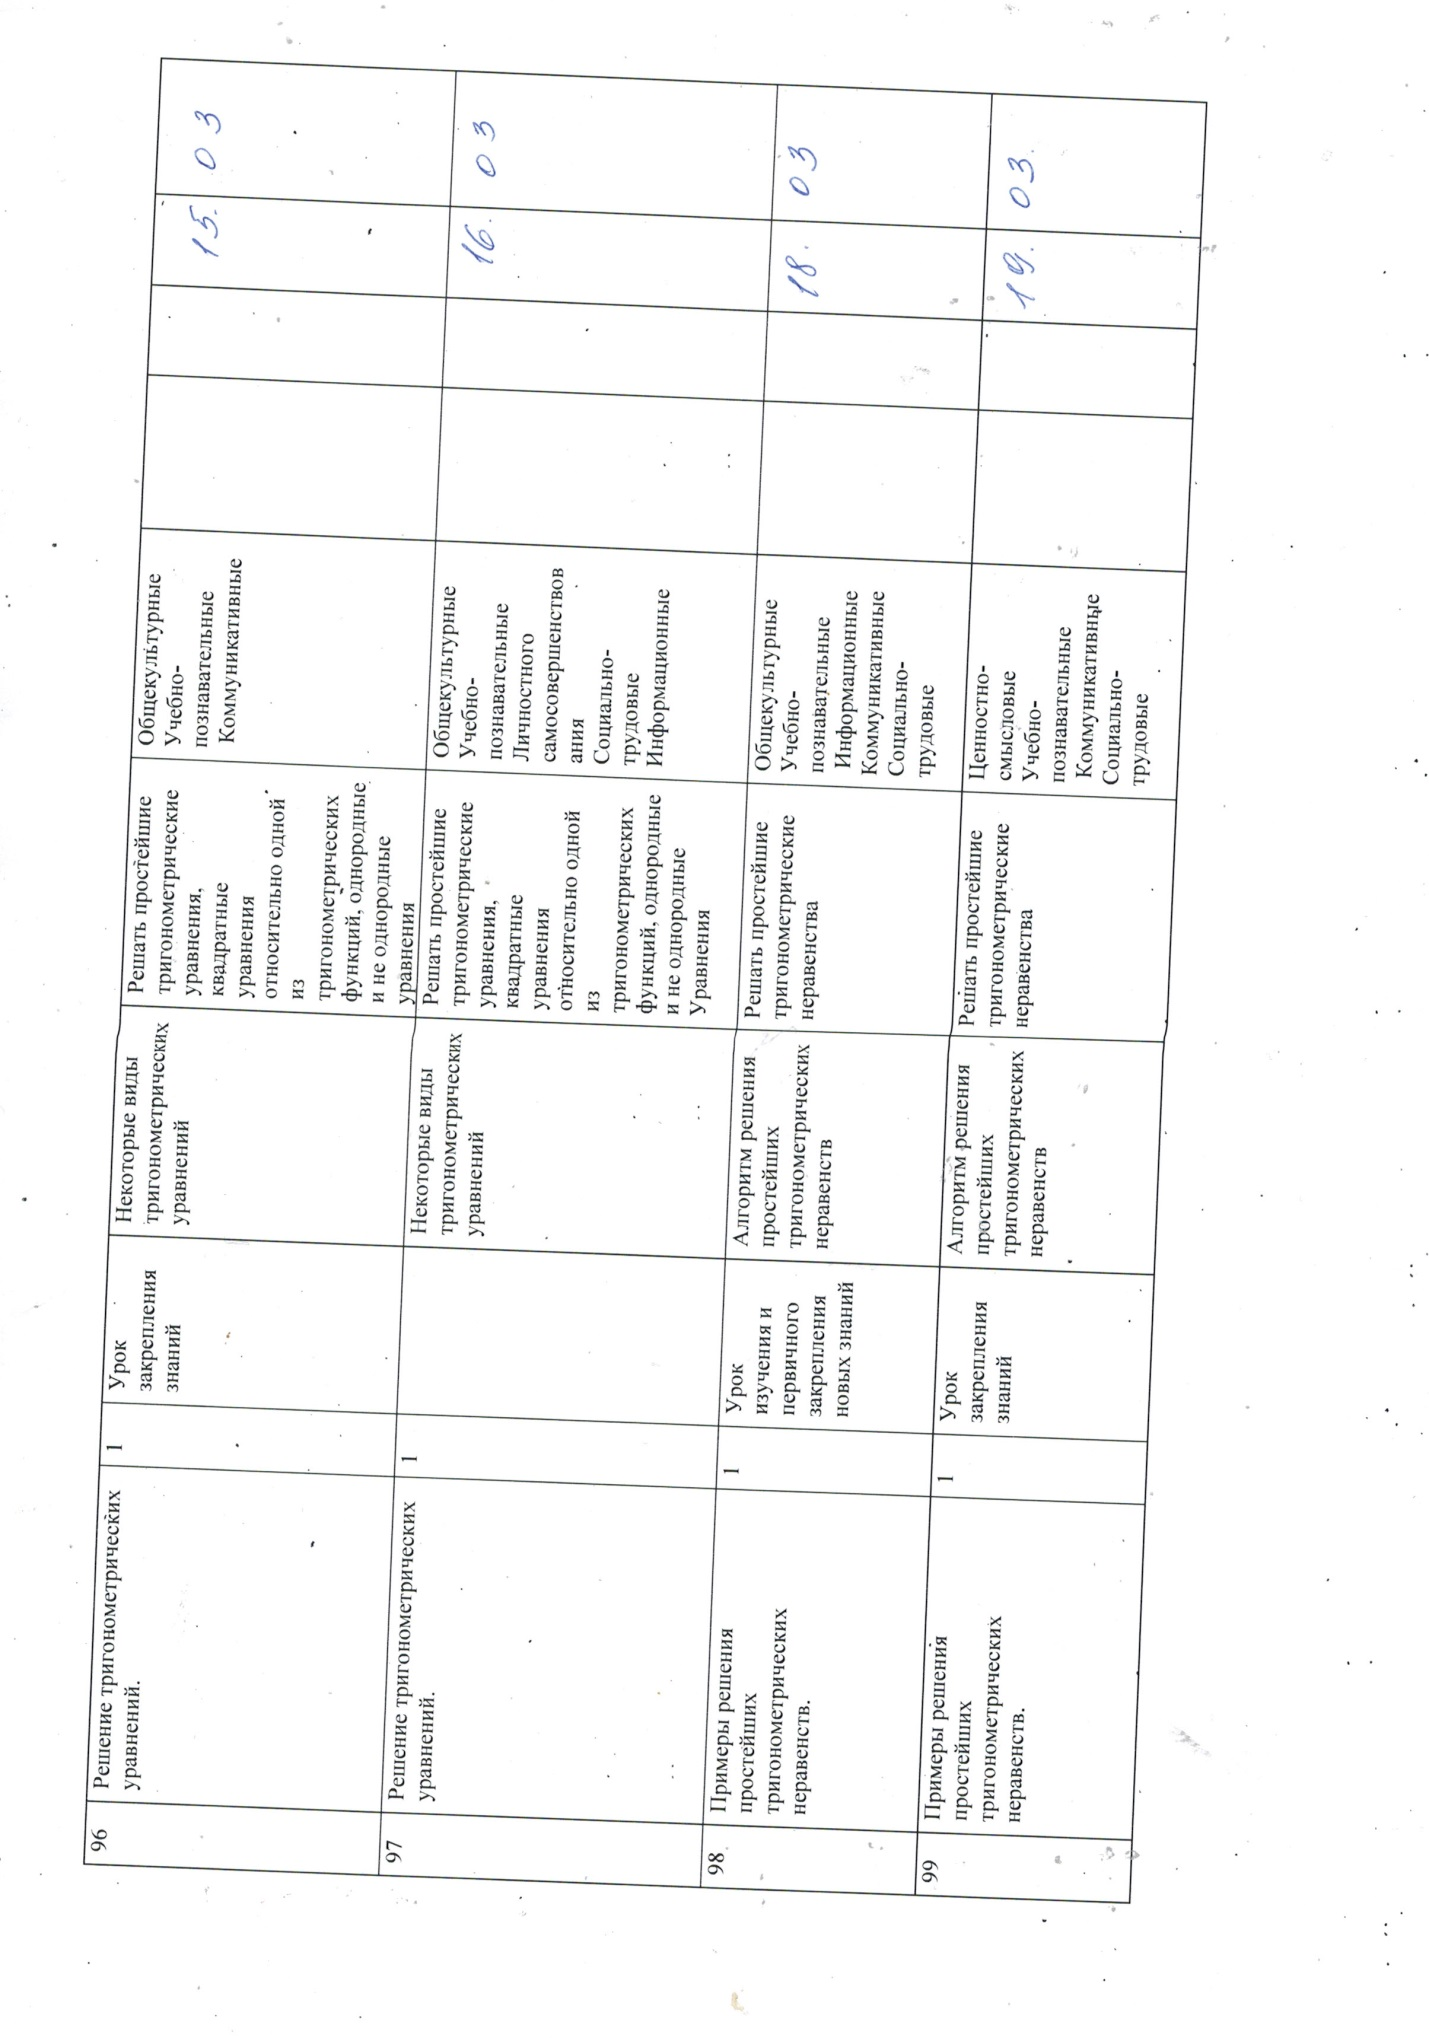 96
Решение тригонометрических
уравнений.
1
Урок
закрепления
знаний
Некоторые виды
тригонометрических
уравнений
Решать простейшие
тригонометрические
уравнения,
квадратные
уравнения
относительно одной
из
тригонометрических
функций, однородные
и не однородные
уравнения
Общекультурные
Учебно-
познавательные
Коммуникативные
15. 03
97
Решение тригонометрических
уравнений.
1
Некоторые виды
тригонометрических
уравнений
Решать простейшие
тригонометрические
уравнения,
квадратные
уравнения
относительно одной
из
тригонометрических
функций, однородные
и не однородные
Уравнения
Общекультурные
Учебно-
познавательные
Личностного
самосовершенствов
ания
Социально-
трудовые
Информационные
16. 03
98
Примеры решения
простейших
тригонометрических
неравенств.
1
Урок
изучения и
первичного
закрепления
новых знаний
Алгоритм решения
простейших
тригонометрических
неравенств
Решать простейшие
тригонометрические
неравенства
Общекультурные
Учебно-
познавательные
Информационные
Коммуникативные
Социально-
трудовые
18. 03
99
Примеры решения
простейших
тригонометрических
неравенств.
1
Урок
закрепления
знаний
Алгоритм решения
простейших
тригонометрических
неравенств
Решать простейшие
тригонометрические
неравенства
Ценностно-
смысловые
Учебно-
познавательные
Коммуникативные
Социально-
трудовые
19. 03.